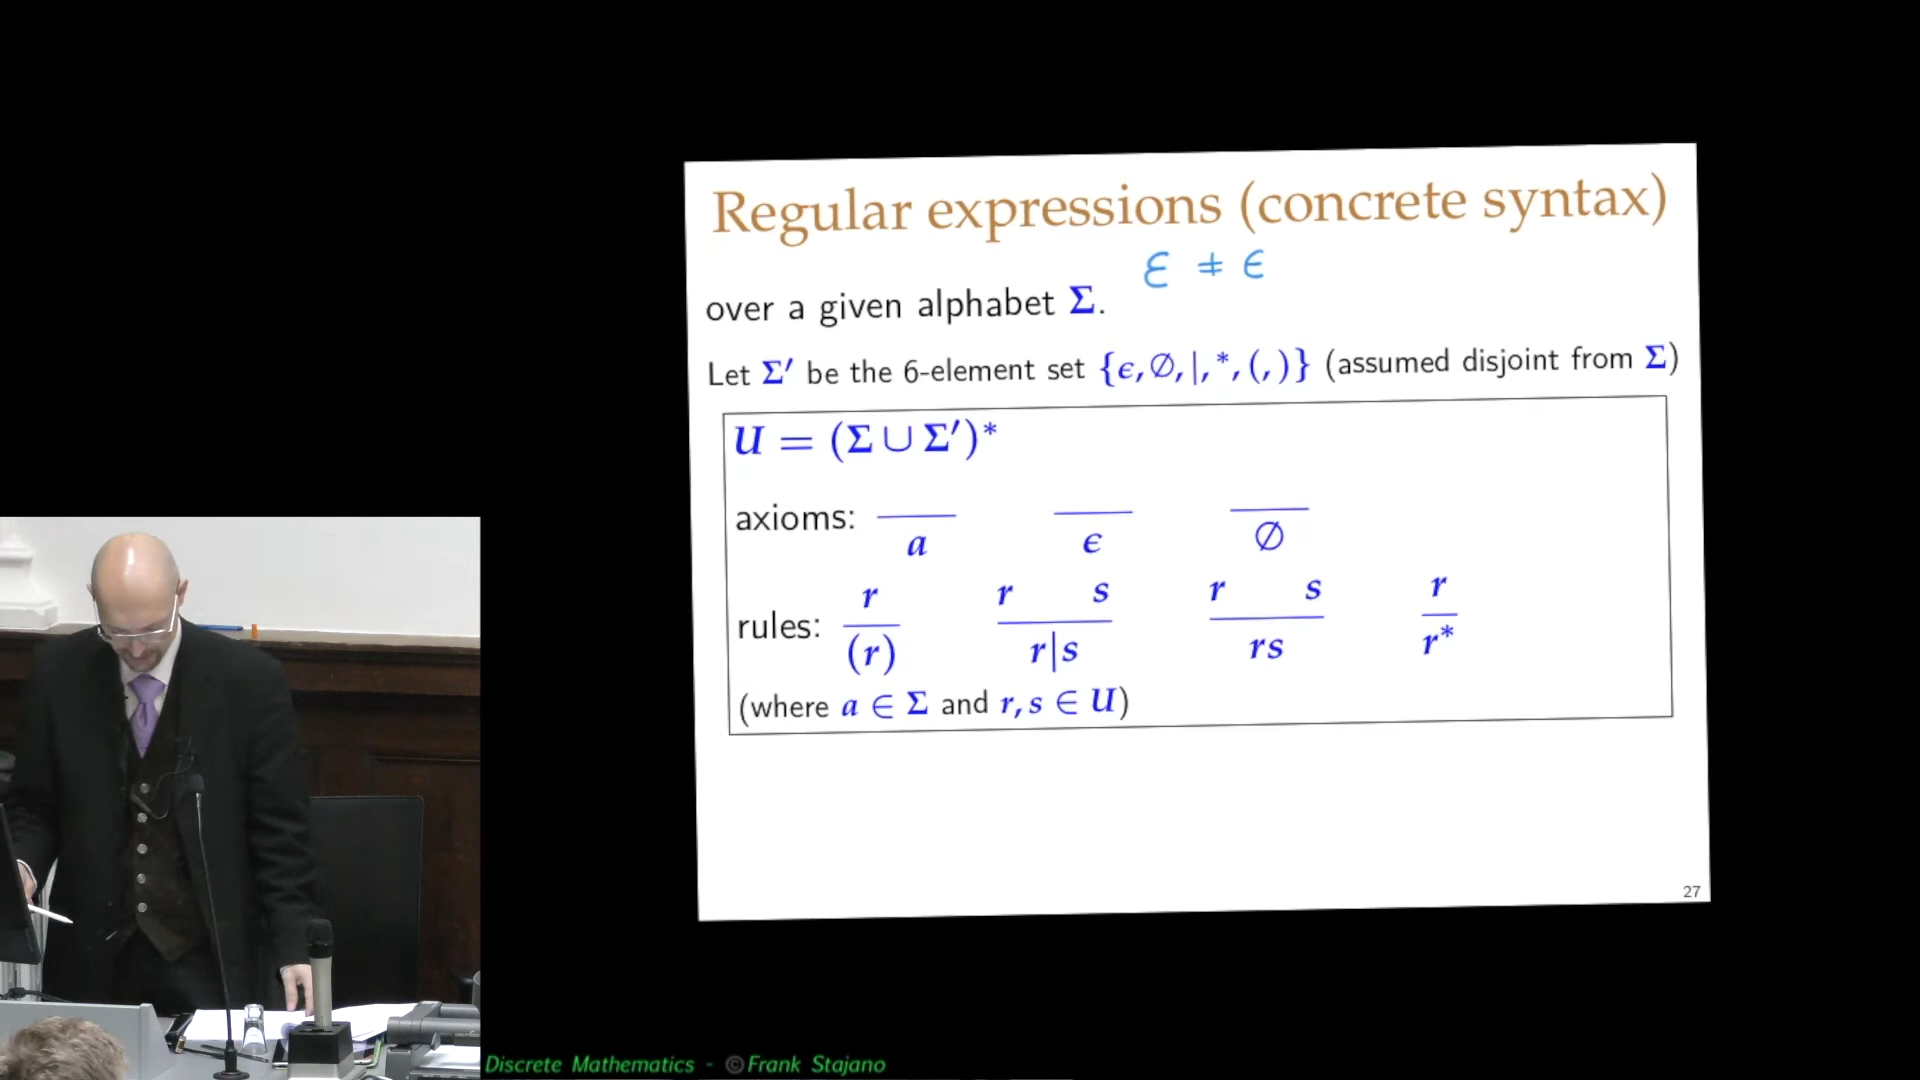 Regular expressions (concrete syntax)
ε ≠ ϵ
over a given alphabet Σ.
Let Σ′ be the 6-element set {ϵ, ∅, |, *, (, )} (assumed disjoint from Σ)
U = (Σ ∪ Σ′)*
axioms: a ϵ ∅
r r s r s r
rules: (r) r|s rs r*
(where a ∈ Σ and r, s ∈ U)
27
Discrete Mathematics - ©Frank Stajano